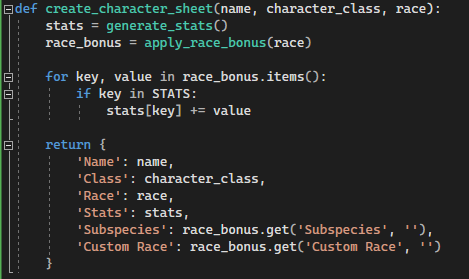 def create_character_sheet(name, character_class, race):
    stats = generate_stats()
    race_bonus = apply_race_bonus(race)

    for key, value in race_bonus.items():
        if key in STATS:
            stats[key] += value

    return {
        'Name': name,
        'Class': character_class,
        'Race': race,
        'Stats': stats,
        'Subspecies': race_bonus.get('Subspecies', ''),
        'Custom Race': race_bonus.get('Custom Race', '')
    }